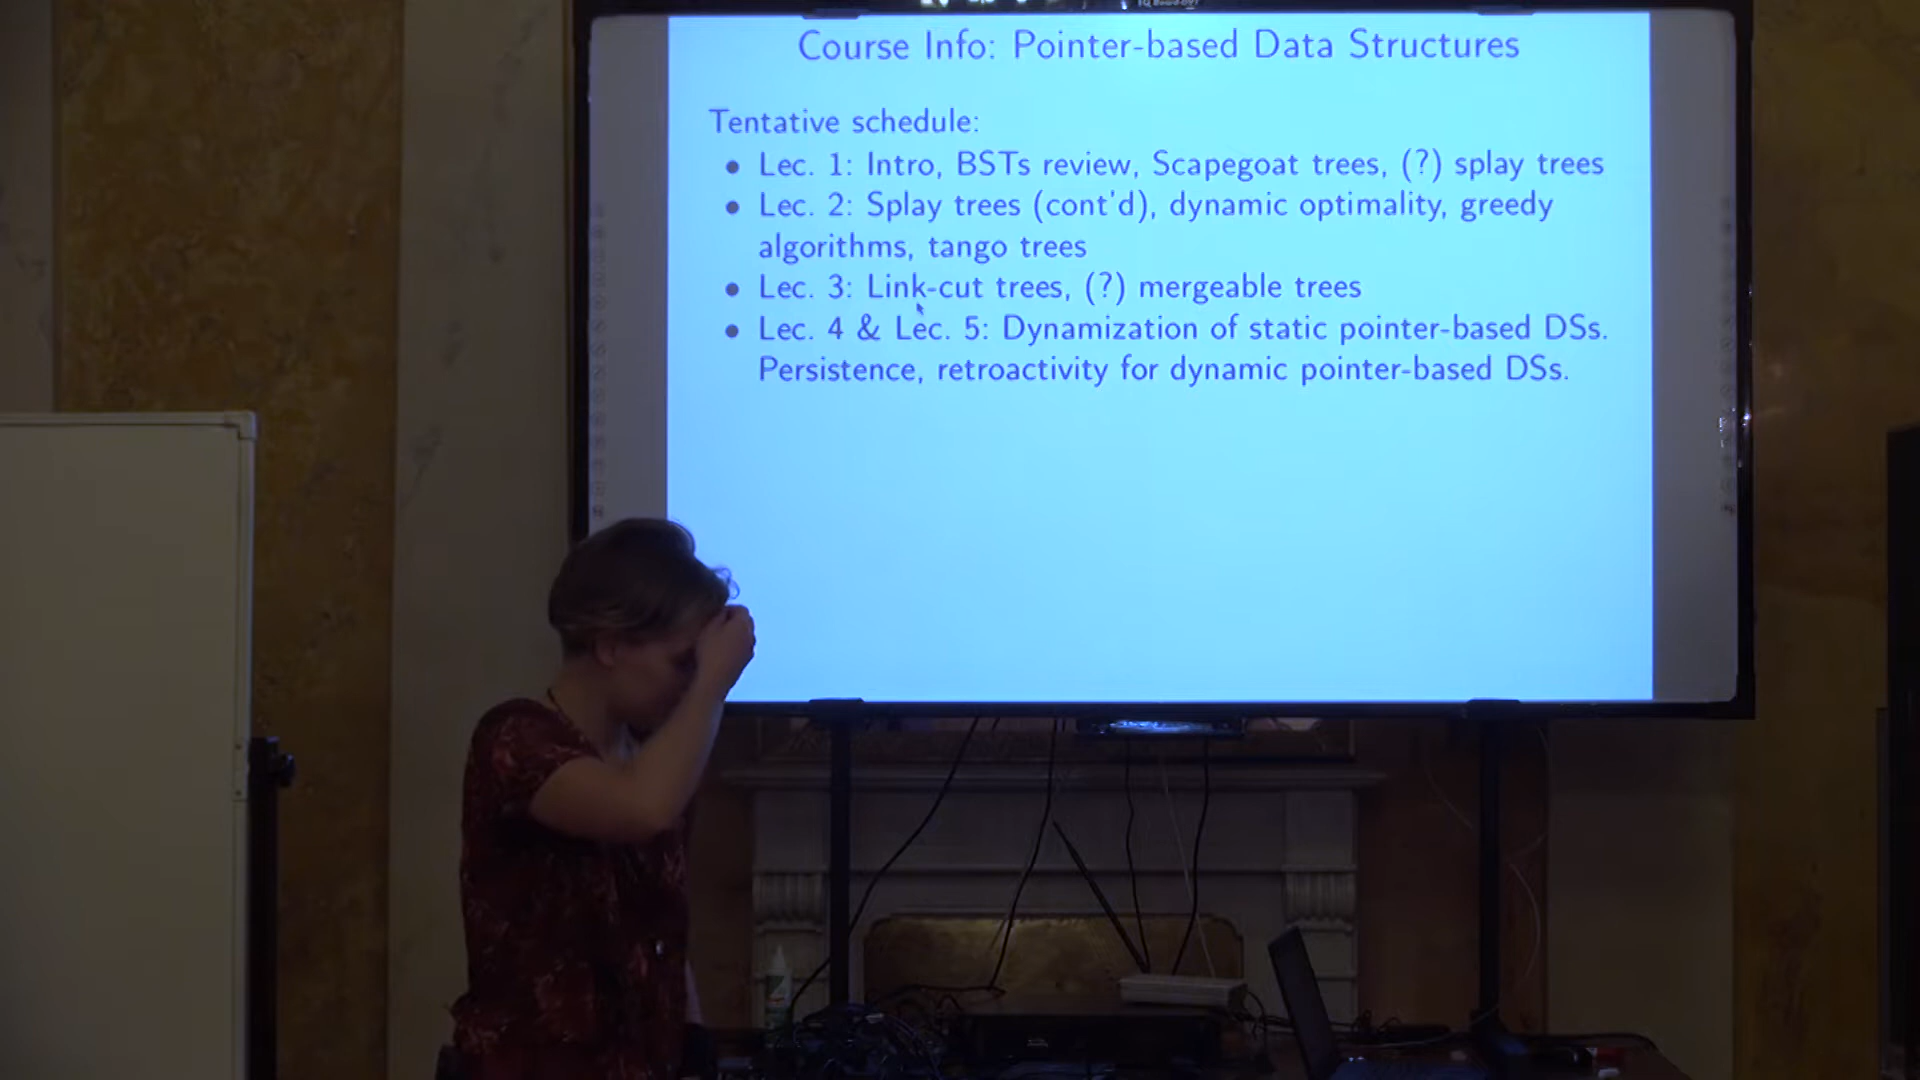 Course Info: Pointer-based Data Structures
Tentative schedule:
• Lec. 1: Intro, BSTs review, Scapegoat trees, (?) splay trees
• Lec. 2: Splay trees (cont'd), dynamic optimality, greedy
algorithms, tango trees
• Lec. 3: Link-cut trees, (?) mergeable trees
• Lec. 4 & Lec. 5: Dynamization of static pointer-based DSs.
Persistence, retroactivity for dynamic pointer-based DSs.